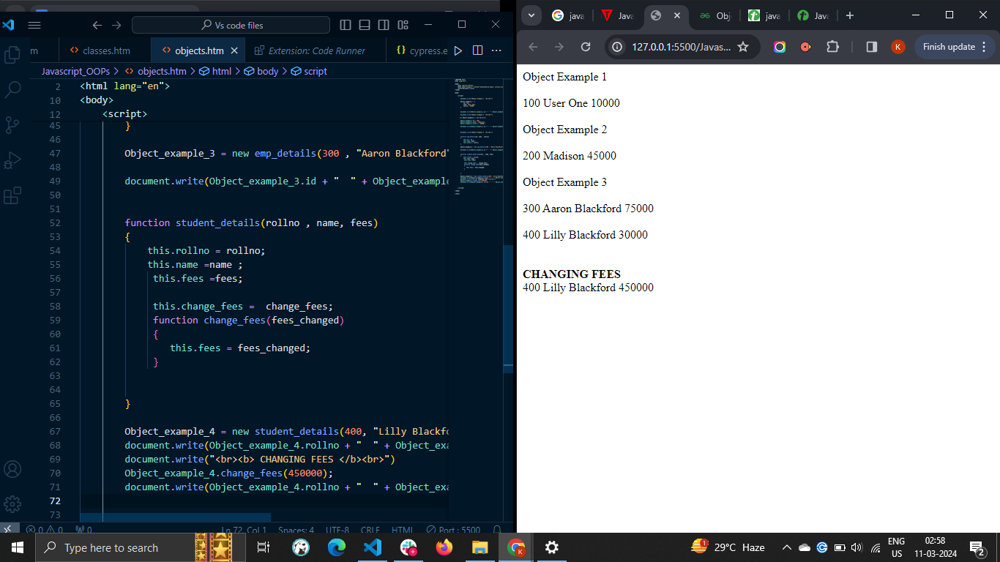 Vs code files
m
classes.htm
objects.htm
Extension: Code Runner
cypress.e
Javascript_OOPs > objects.htm > html > body > script
2 <html lang="en">
10 <body>
12 <script>
45 }
46
47 Object_example_3 = new emp_details(300 , "Aaron Blackford"
48
49 document.write(Object_example_3.id + "  " + Object_example
50
51
52 function student_details(rollno , name, fees)
53 {
54 this.rollno = rollno;
55 this.name =name ;
56 this.fees =fees;
57
58 this.change_fees =  change_fees;
59 function change_fees(fees_changed)
60 {
61 this.fees = fees_changed;
62 }
63
64
65 }
66
67 Object_example_4 = new student_details(400, "Lilly Blackfo
68 document.write(Object_example_4.rollno + "  " + Object_exa
69 document.write("<br><b> CHANGING FEES </b><br>")
70 Object_example_4.change_fees(450000);
71 document.write(Object_example_4.rollno + "  " + Object_exa
72
73
0 0 0 Ln 72, Col 1 Spaces: 4 UTF-8 CRLF HTML Port : 5500
java
Java
Obj
java
Java
127.0.0.1:5500/Javas...
K
Finish update
Object Example 1
100 User One 10000
Object Example 2
200 Madison 45000
Object Example 3
300 Aaron Blackford 75000
400 Lilly Blackford 30000
CHANGING FEES
400 Lilly Blackford 450000
Type here to search
K
1
29°C Haze
ENG
US
02:58
11-03-2024
2